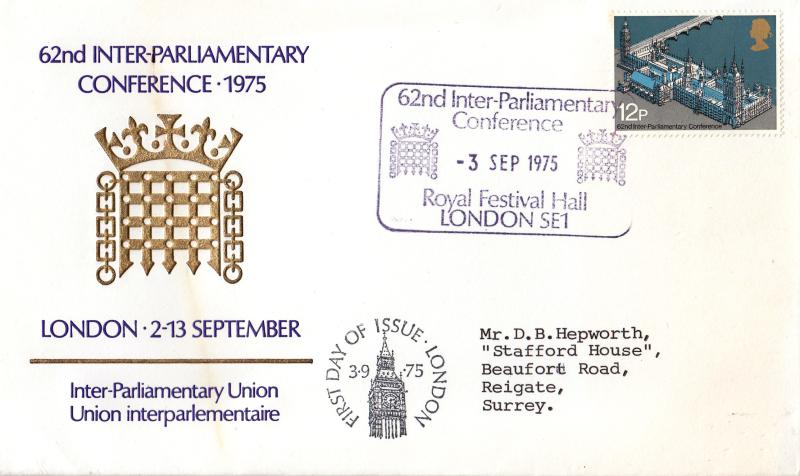 62nd INTER-PARLIAMENTARY
CONFERENCE · 1975
LONDON · 2-13 SEPTEMBER
Inter-Parliamentary Union
Union interparlementaire
62nd Inter-Parliamentary
Conference
-3 SEP 1975
Royal Festival Hall
LONDON SE1
12P
62nd Inter-Parliamentary Conference
FIRST DAY OF ISSUE · LONDON
3·9 75
Mr.D.B.Hepworth,
"Stafford House",
Beaufort Road,
Reigate,
Surrey.